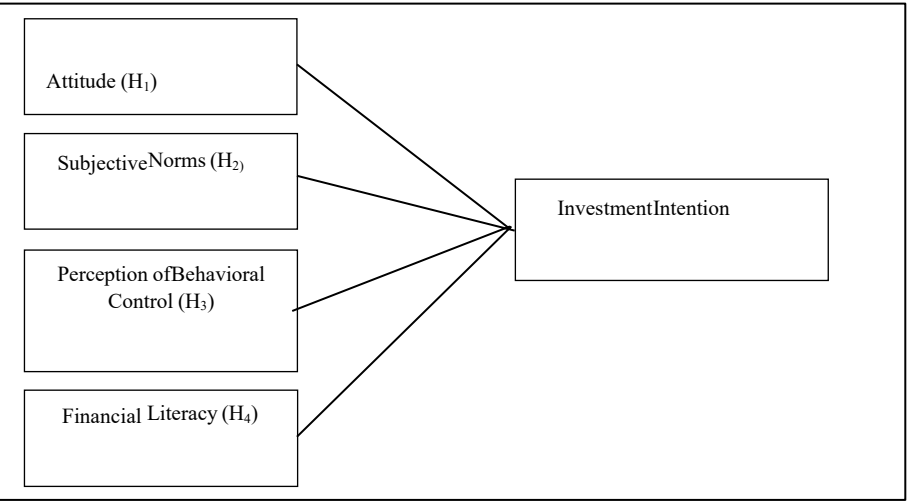 Attitude (H₁)
SubjectiveNorms (H₂)
Perception ofBehavioral
Control (H₃)
Financial Literacy (H₄)
InvestmentIntention